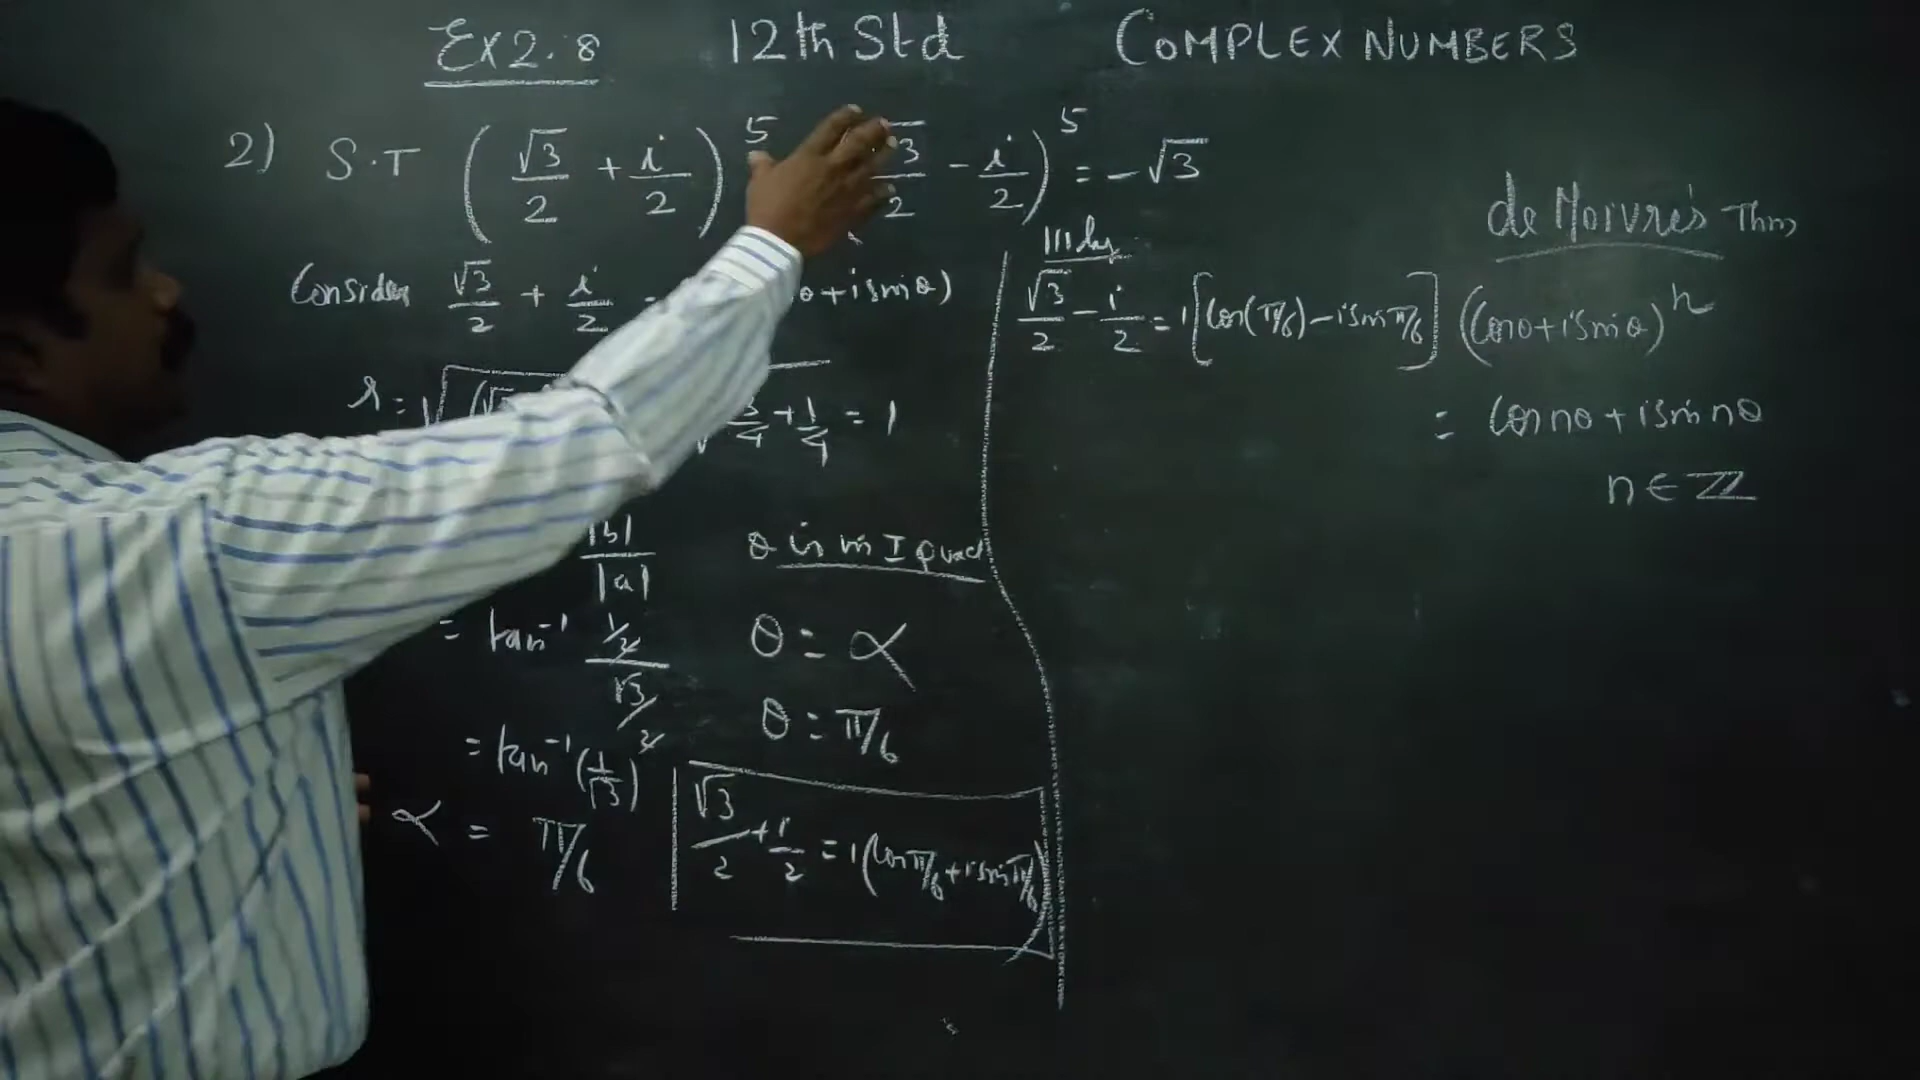 Ex 2.8 12th Std COMPLEX NUMBERS
2) S.T (√3/2 + i/2)^5 3/2 - i/2)^5 = -√3
de Moivre's Thm
Consider √3/2 + i/2 = θ + i sin θ)
r = √ 3/4 + 1/4 = 1
|b|/|a|
= tan⁻¹ (1/2)/(√3/2)
= tan⁻¹ (1/√3)
α = π/6
θ is in I quad
θ = α
θ = π/6
√3/2 + i/2 = 1(cos π/6 + i sin π/6
|||ly
√3/2 - i/2 = 1[cos(π/6) - i sin π/6]
(cos θ + i sin θ)^n
= cos nθ + i sin nθ
n ∈ ℤ